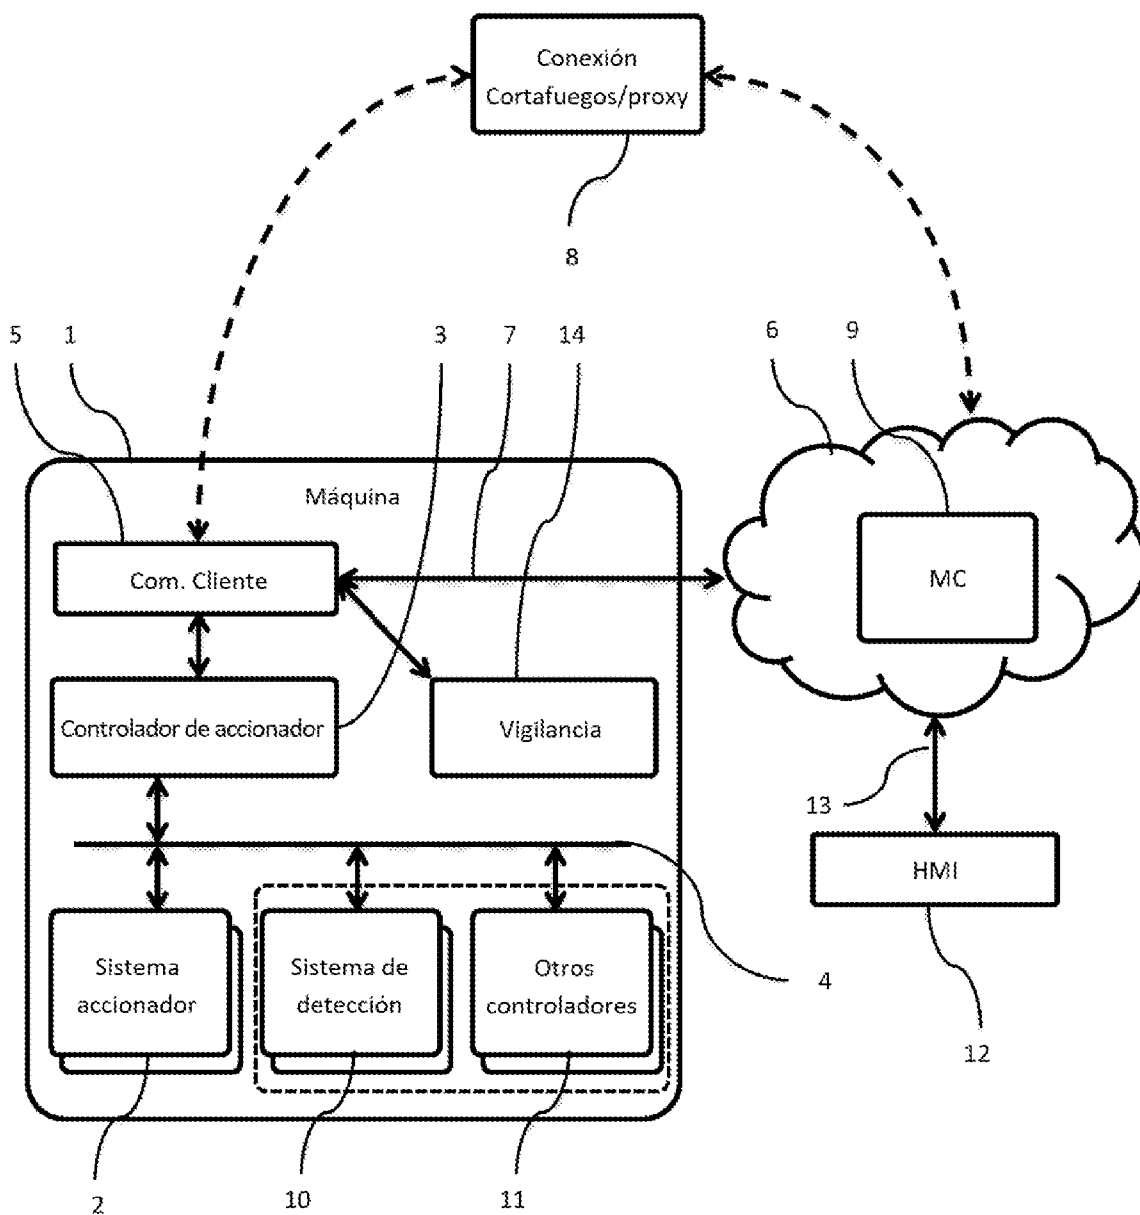 Conexión
Cortafuegos/proxy
8
5
1
3
7
14
6
9
Máquina
Com. Cliente
MC
Controlador de accionador
Vigilancia
13
HMI
Sistema
accionador
Sistema de
detección
Otros
controladores
4
12
2
10
11